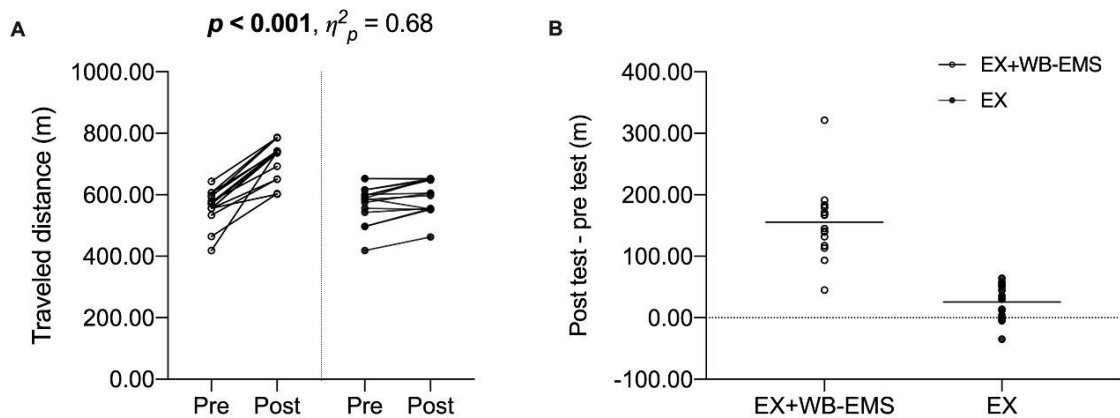 A
p < 0.001, η²ₚ = 0.68
Traveled distance (m)
1000.00
800.00
600.00
400.00
200.00
0.00
Pre
Post
Pre
Post
B
EX+WB-EMS
EX
Post test - pre test (m)
400.00
300.00
200.00
100.00
0.00
-100.00
EX+WB-EMS
EX